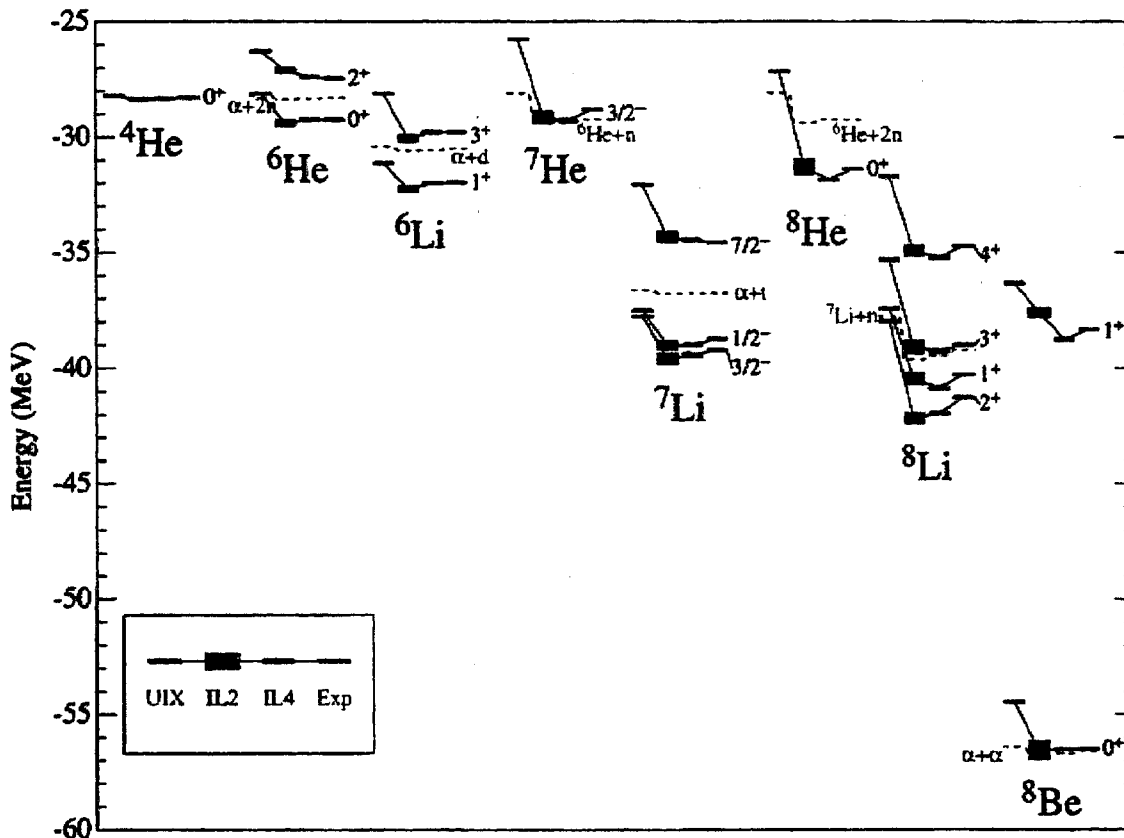 Energy (MeV)
-25
-30
-35
-40
-45
-50
-55
-60
0⁺
⁴He
2⁺
α+2n
0⁺
⁶He
3⁺
α+d
1⁺
⁶Li
3/2⁻
⁶He+n
⁷He
7/2⁻
α+t
1/2⁻
3/2⁻
⁷Li
⁶He+2n
0⁺
⁸He
4⁺
⁷Li+n
3⁺
1⁺
2⁺
⁸Li
1⁺
α+α
0⁺
⁸Be
UIX IL2 IL4 Exp